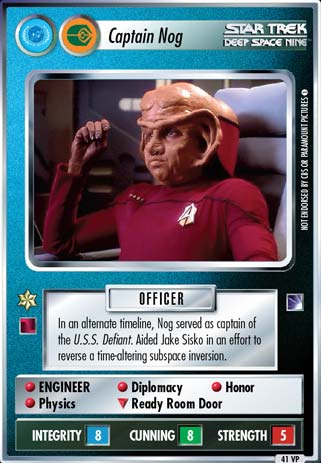 Captain Nog
STAR TREK
DEEP SPACE NINE™
NOT ENDORSED BY CBS OR PARAMOUNT PICTURES
OFFICER
In an alternate timeline, Nog served as captain of
the U.S.S. Defiant. Aided Jake Sisko in an effort to
reverse a time-altering subspace inversion.
ENGINEER Diplomacy Honor
Physics Ready Room Door
INTEGRITY 8 CUNNING 8 STRENGTH 5
41 VP